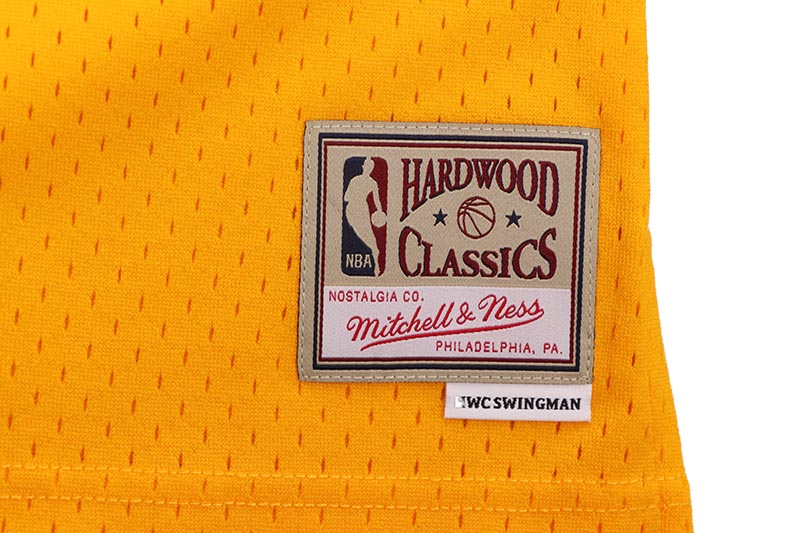 HARDWOOD
CLASSICS
NBA
NOSTALGIA CO.
Mitchell & Ness
PHILADELPHIA, PA.
HWC SWINGMAN